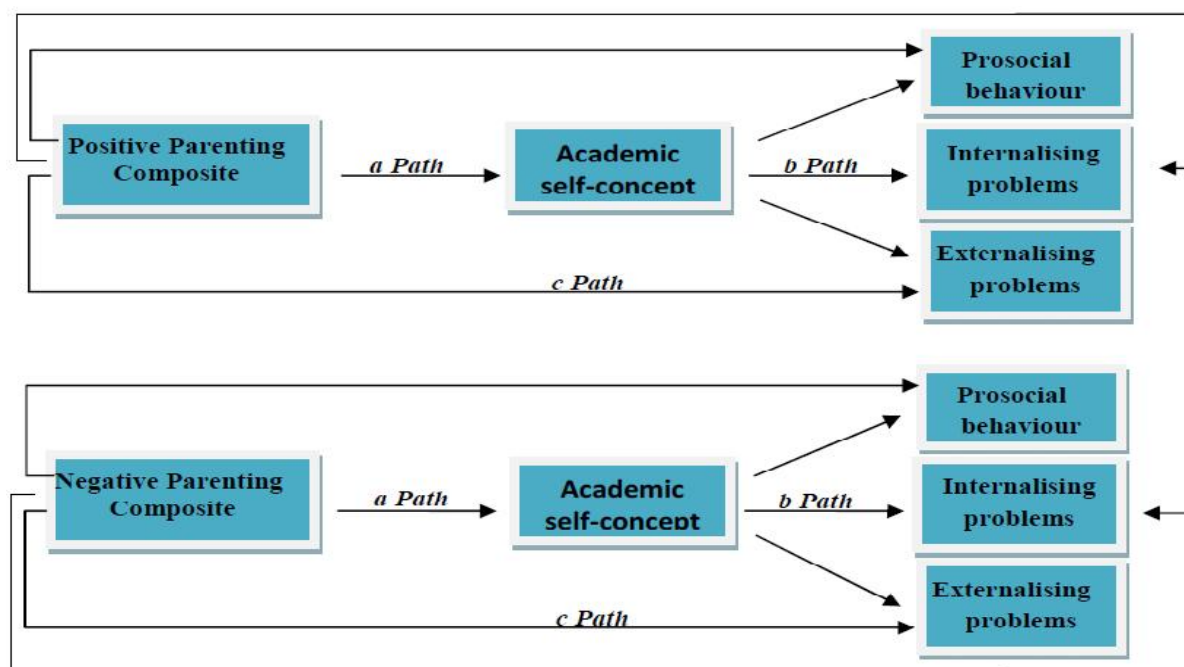 Prosocial
behaviour
Positive Parenting
Composite
a Path
Academic
self-concept
b Path
Internalising
problems
Externalising
problems
c Path
Prosocial
behaviour
Negative Parenting
Composite
a Path
Academic
self-concept
b Path
Internalising
problems
Externalising
problems
c Path